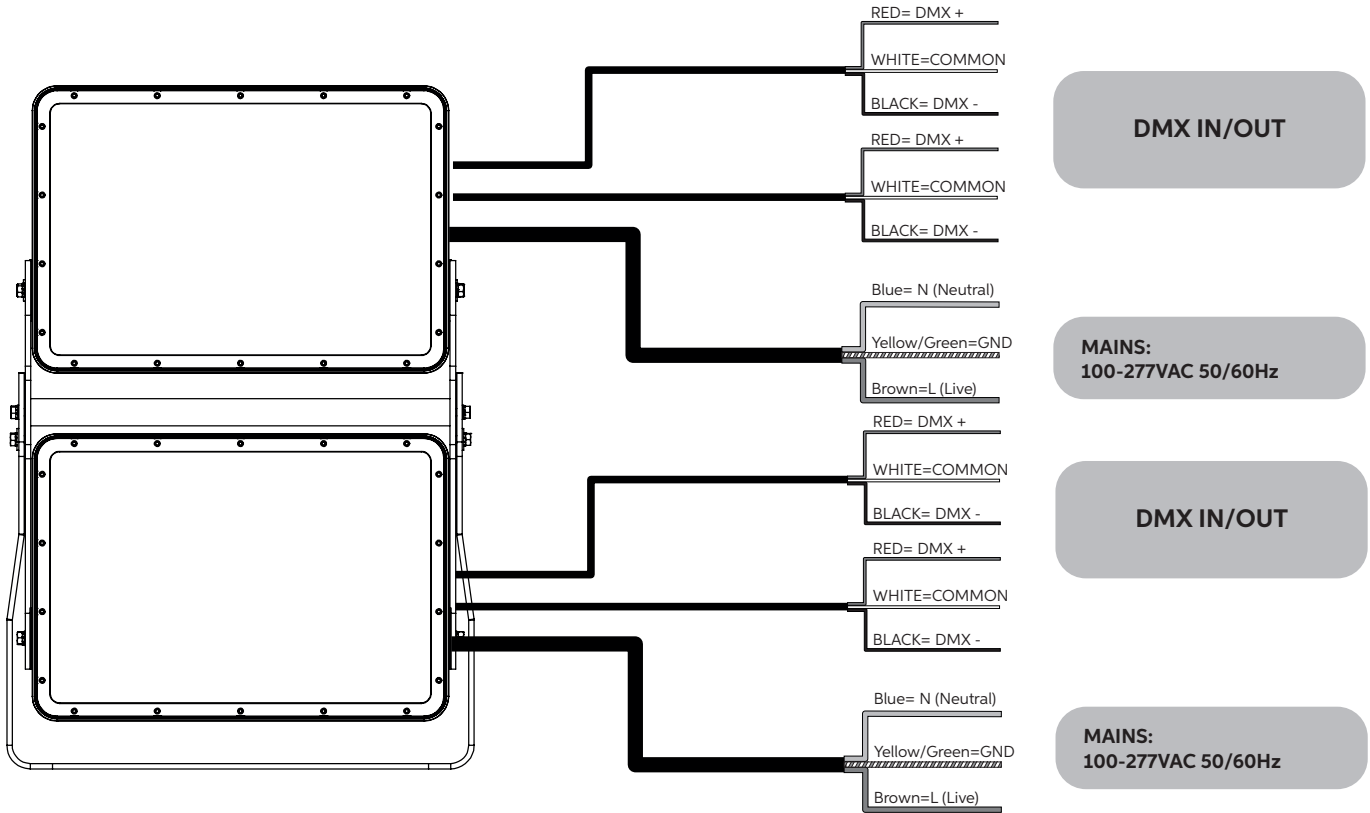 RED= DMX +
WHITE=COMMON
BLACK= DMX -
DMX IN/OUT
RED= DMX +
WHITE=COMMON
BLACK= DMX -
Blue= N (Neutral)
Yellow/Green=GND
Brown=L (Live)
MAINS:
100-277VAC 50/60Hz
RED= DMX +
WHITE=COMMON
BLACK= DMX -
DMX IN/OUT
RED= DMX +
WHITE=COMMON
BLACK= DMX -
Blue= N (Neutral)
Yellow/Green=GND
Brown=L (Live)
MAINS:
100-277VAC 50/60Hz